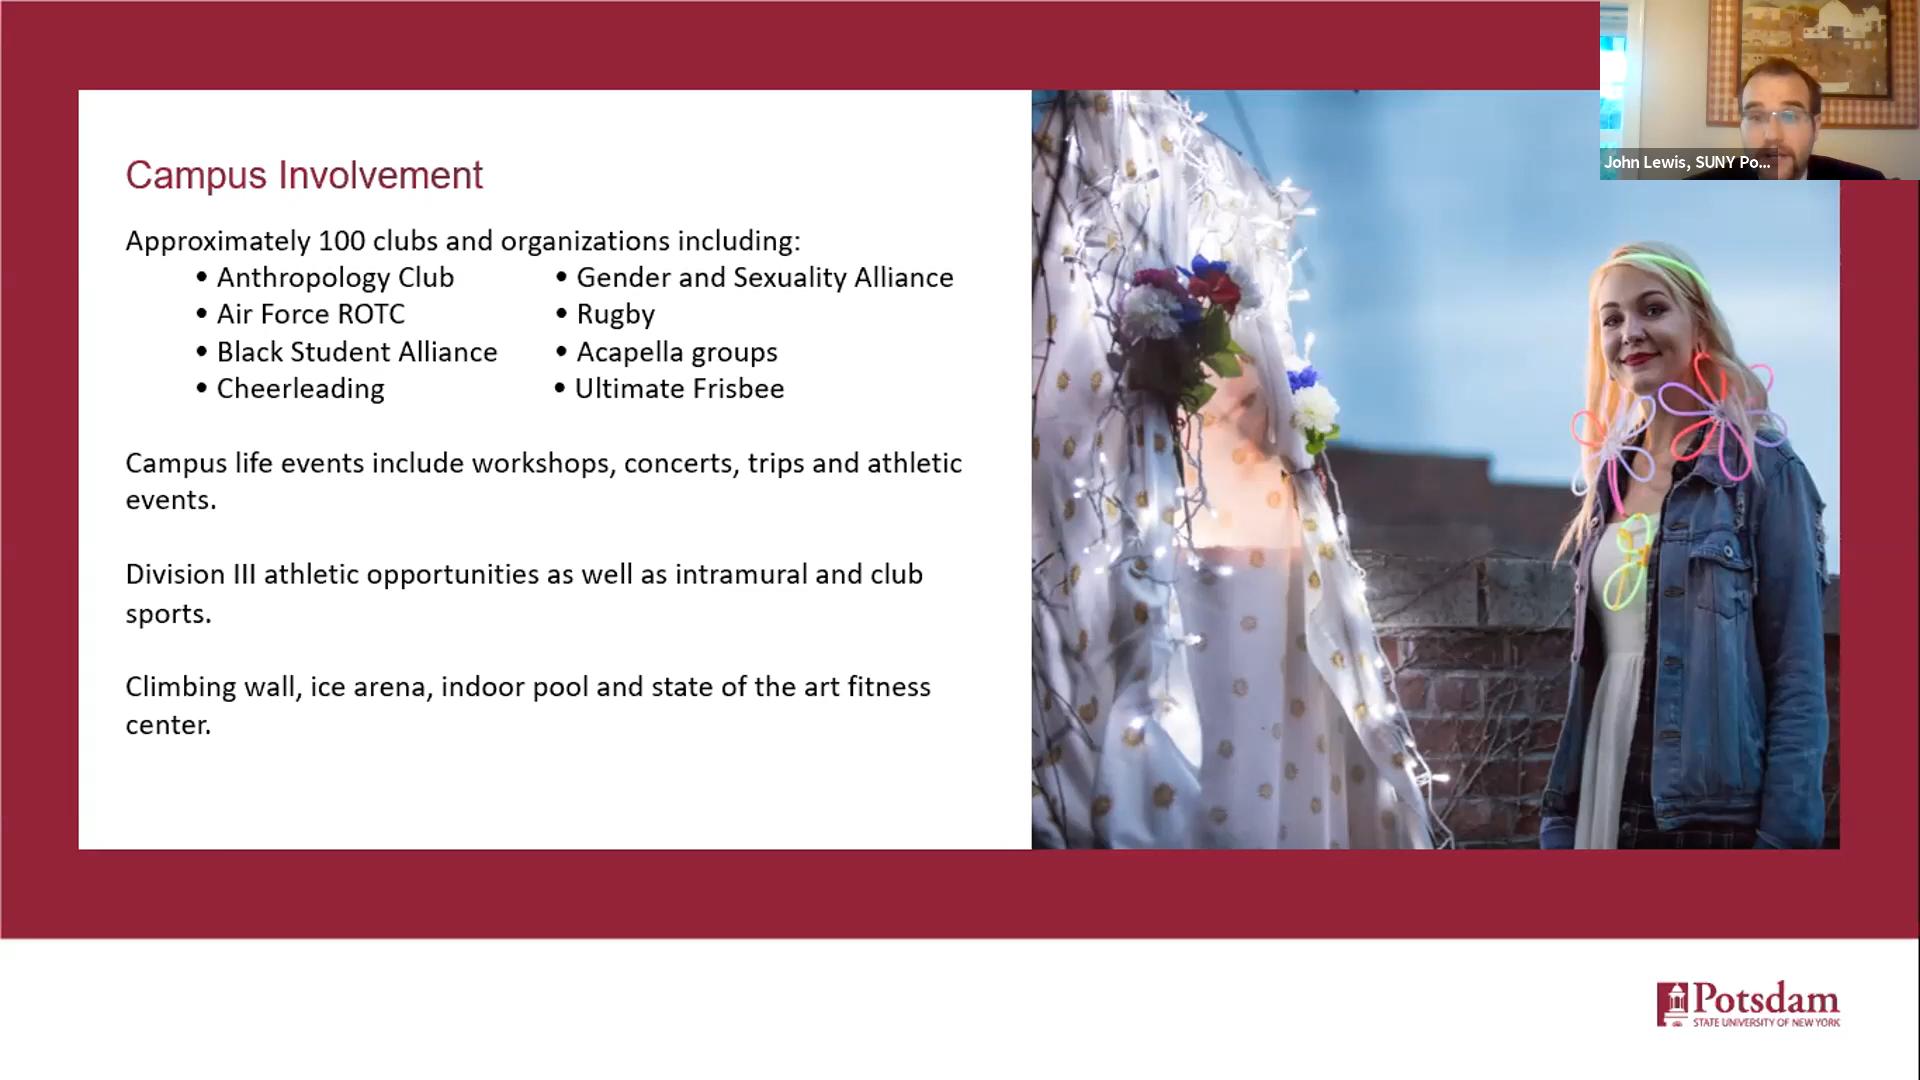 John Lewis, SUNY Po...
Campus Involvement
Approximately 100 clubs and organizations including:
• Anthropology Club
• Air Force ROTC
• Black Student Alliance
• Cheerleading
• Gender and Sexuality Alliance
• Rugby
• Acapella groups
• Ultimate Frisbee
Campus life events include workshops, concerts, trips and athletic
events.
Division III athletic opportunities as well as intramural and club
sports.
Climbing wall, ice arena, indoor pool and state of the art fitness
center.
Potsdam
STATE UNIVERSITY OF NEW YORK